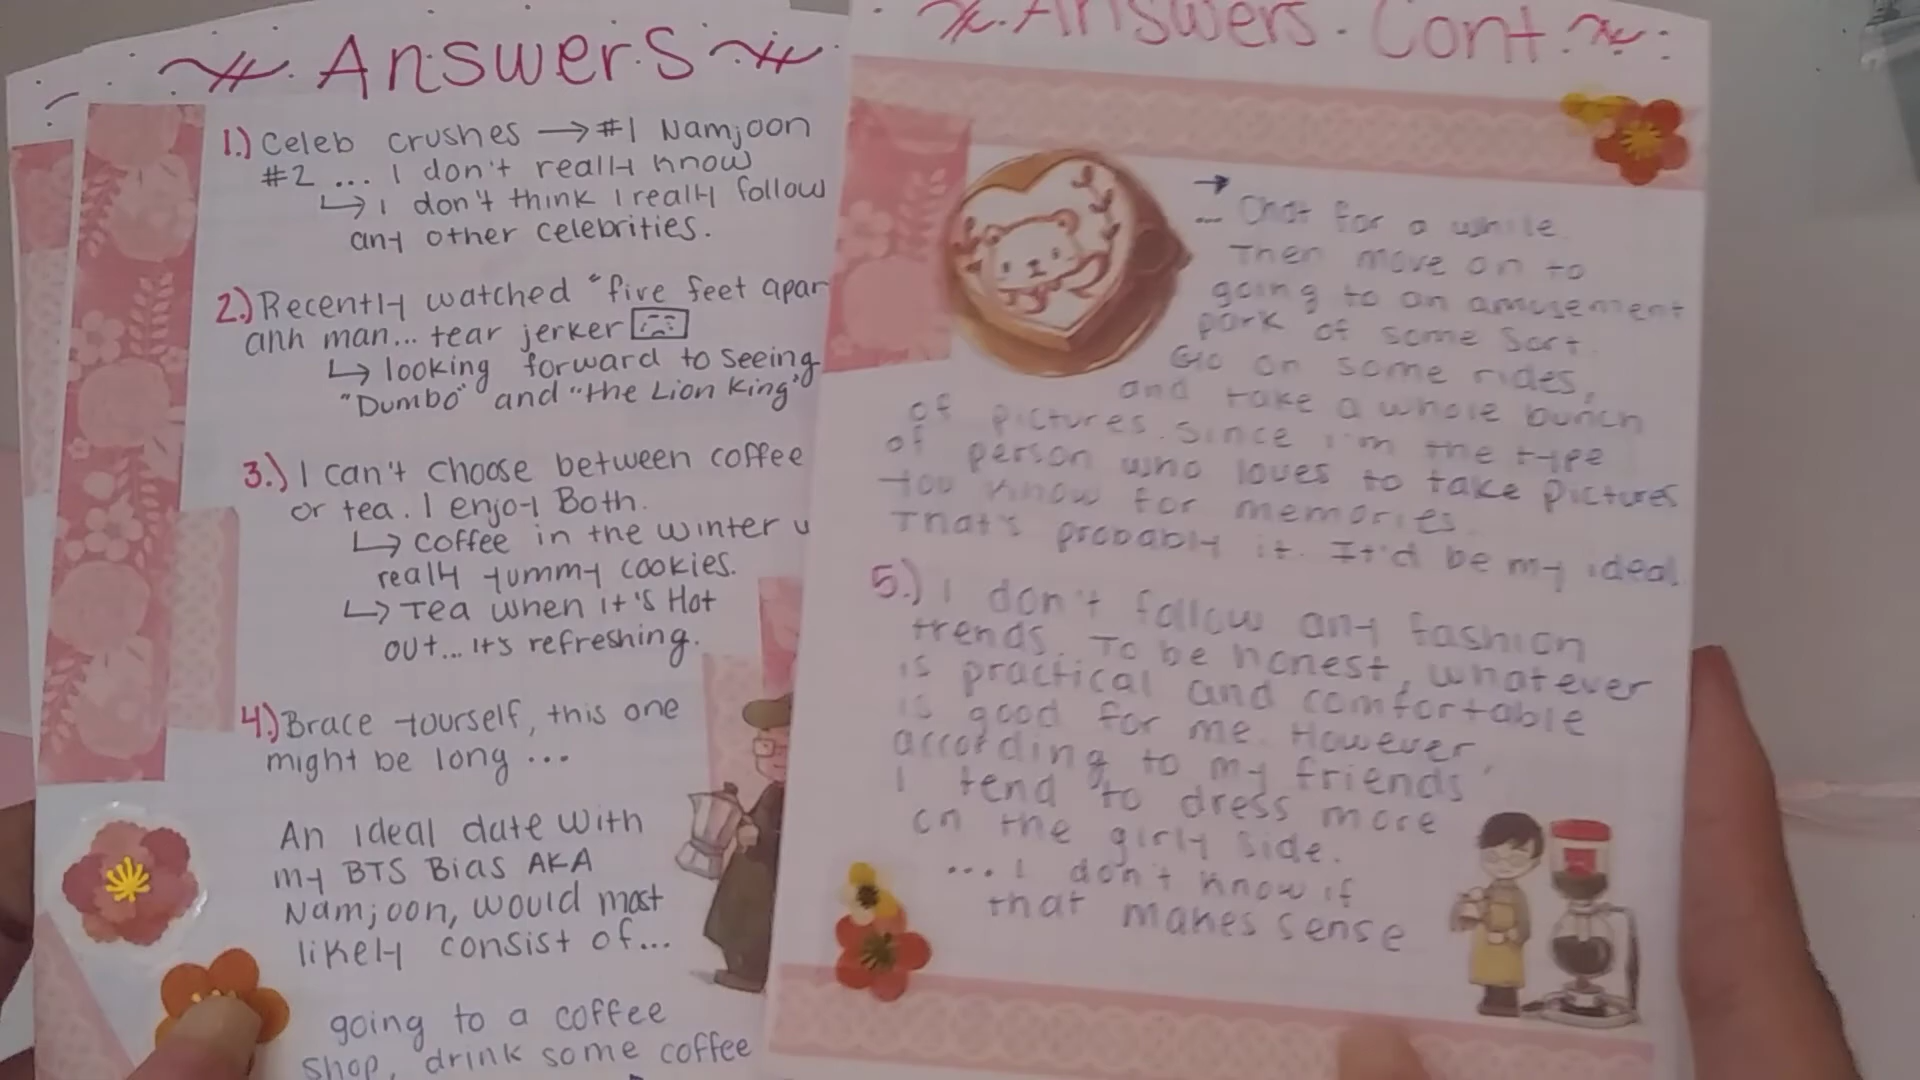 Answers
1.) Celeb crushes → #1 Namjoon
#2 ... I don't really know
↳ I don't think I really follow
any other celebrities.
2.) Recently watched "five feet apar
ahh man... tear jerker
↳ looking forward to seeing
"Dumbo" and "the Lion King"
3.) I can't choose between coffee
or tea. I enjoy Both.
↳ coffee in the winter w
really yummy cookies.
↳ Tea when it's Hot
out... it's refreshing.
4.) Brace yourself, this one
might be long ...
An ideal date with
my BTS Bias AKA
Namjoon, would most
likely consist of...
going to a coffee
shop, drink some coffee
Answers. Cont.
→
... Chat for a while.
Then move on to
going to an amusement
park of some sort.
Go on some rides,
and take a whole bunch
of pictures. Since I'm the type
of person who loves to take pictures
you know for memories.
That's probably it. It'd be my ideal
5.) I don't follow any fashion
trends. To be honest, whatever
is practical and comfortable
is good for me. However,
according to my friends
I tend to dress more
on the girly side.
... I don't know if
that makes sense